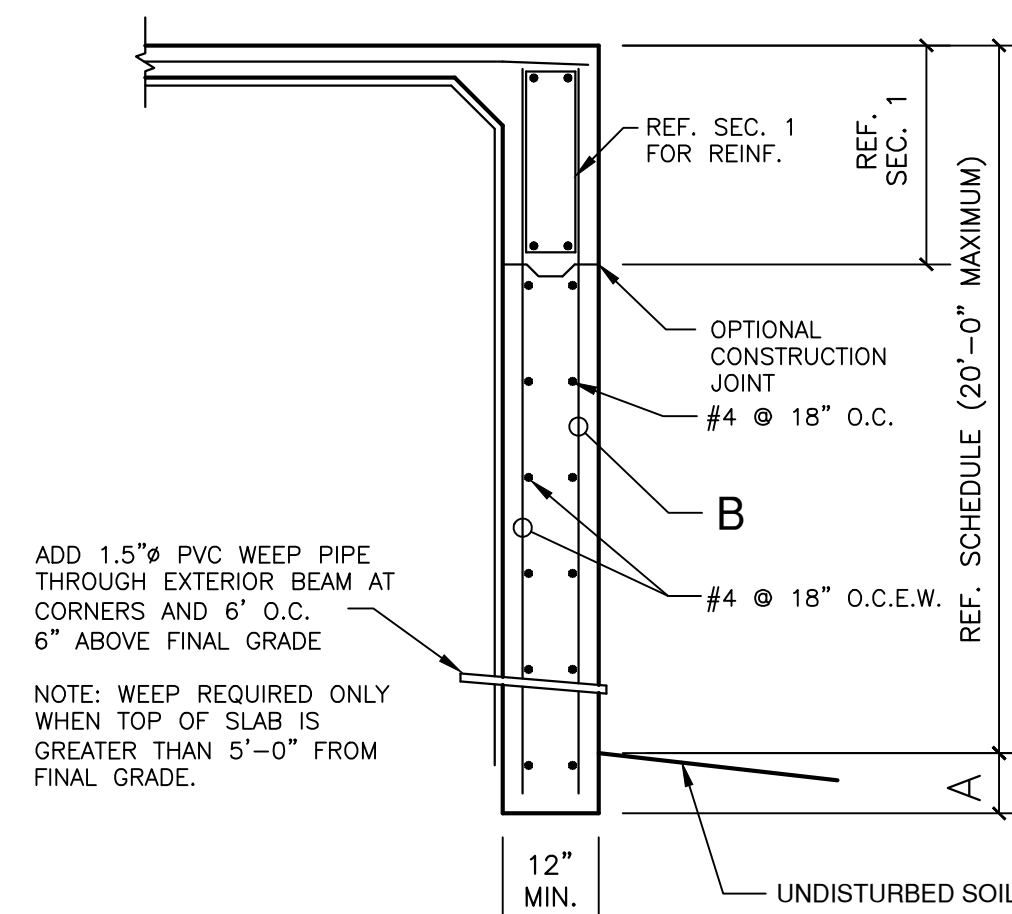 REF. SEC. 1
FOR REINF.
REF.
SEC. 1
REF. SCHEDULE (20'-0" MAXIMUM)
OPTIONAL
CONSTRUCTION
JOINT
#4 @ 18" O.C.
B
#4 @ 18" O.C.E.W.
ADD 1.5"ø PVC WEEP PIPE
THROUGH EXTERIOR BEAM AT
CORNERS AND 6' O.C.
6" ABOVE FINAL GRADE
NOTE: WEEP REQUIRED ONLY
WHEN TOP OF SLAB IS
GREATER THAN 5'-0" FROM
FINAL GRADE.
A
12"
MIN.
UNDISTURBED SOIL